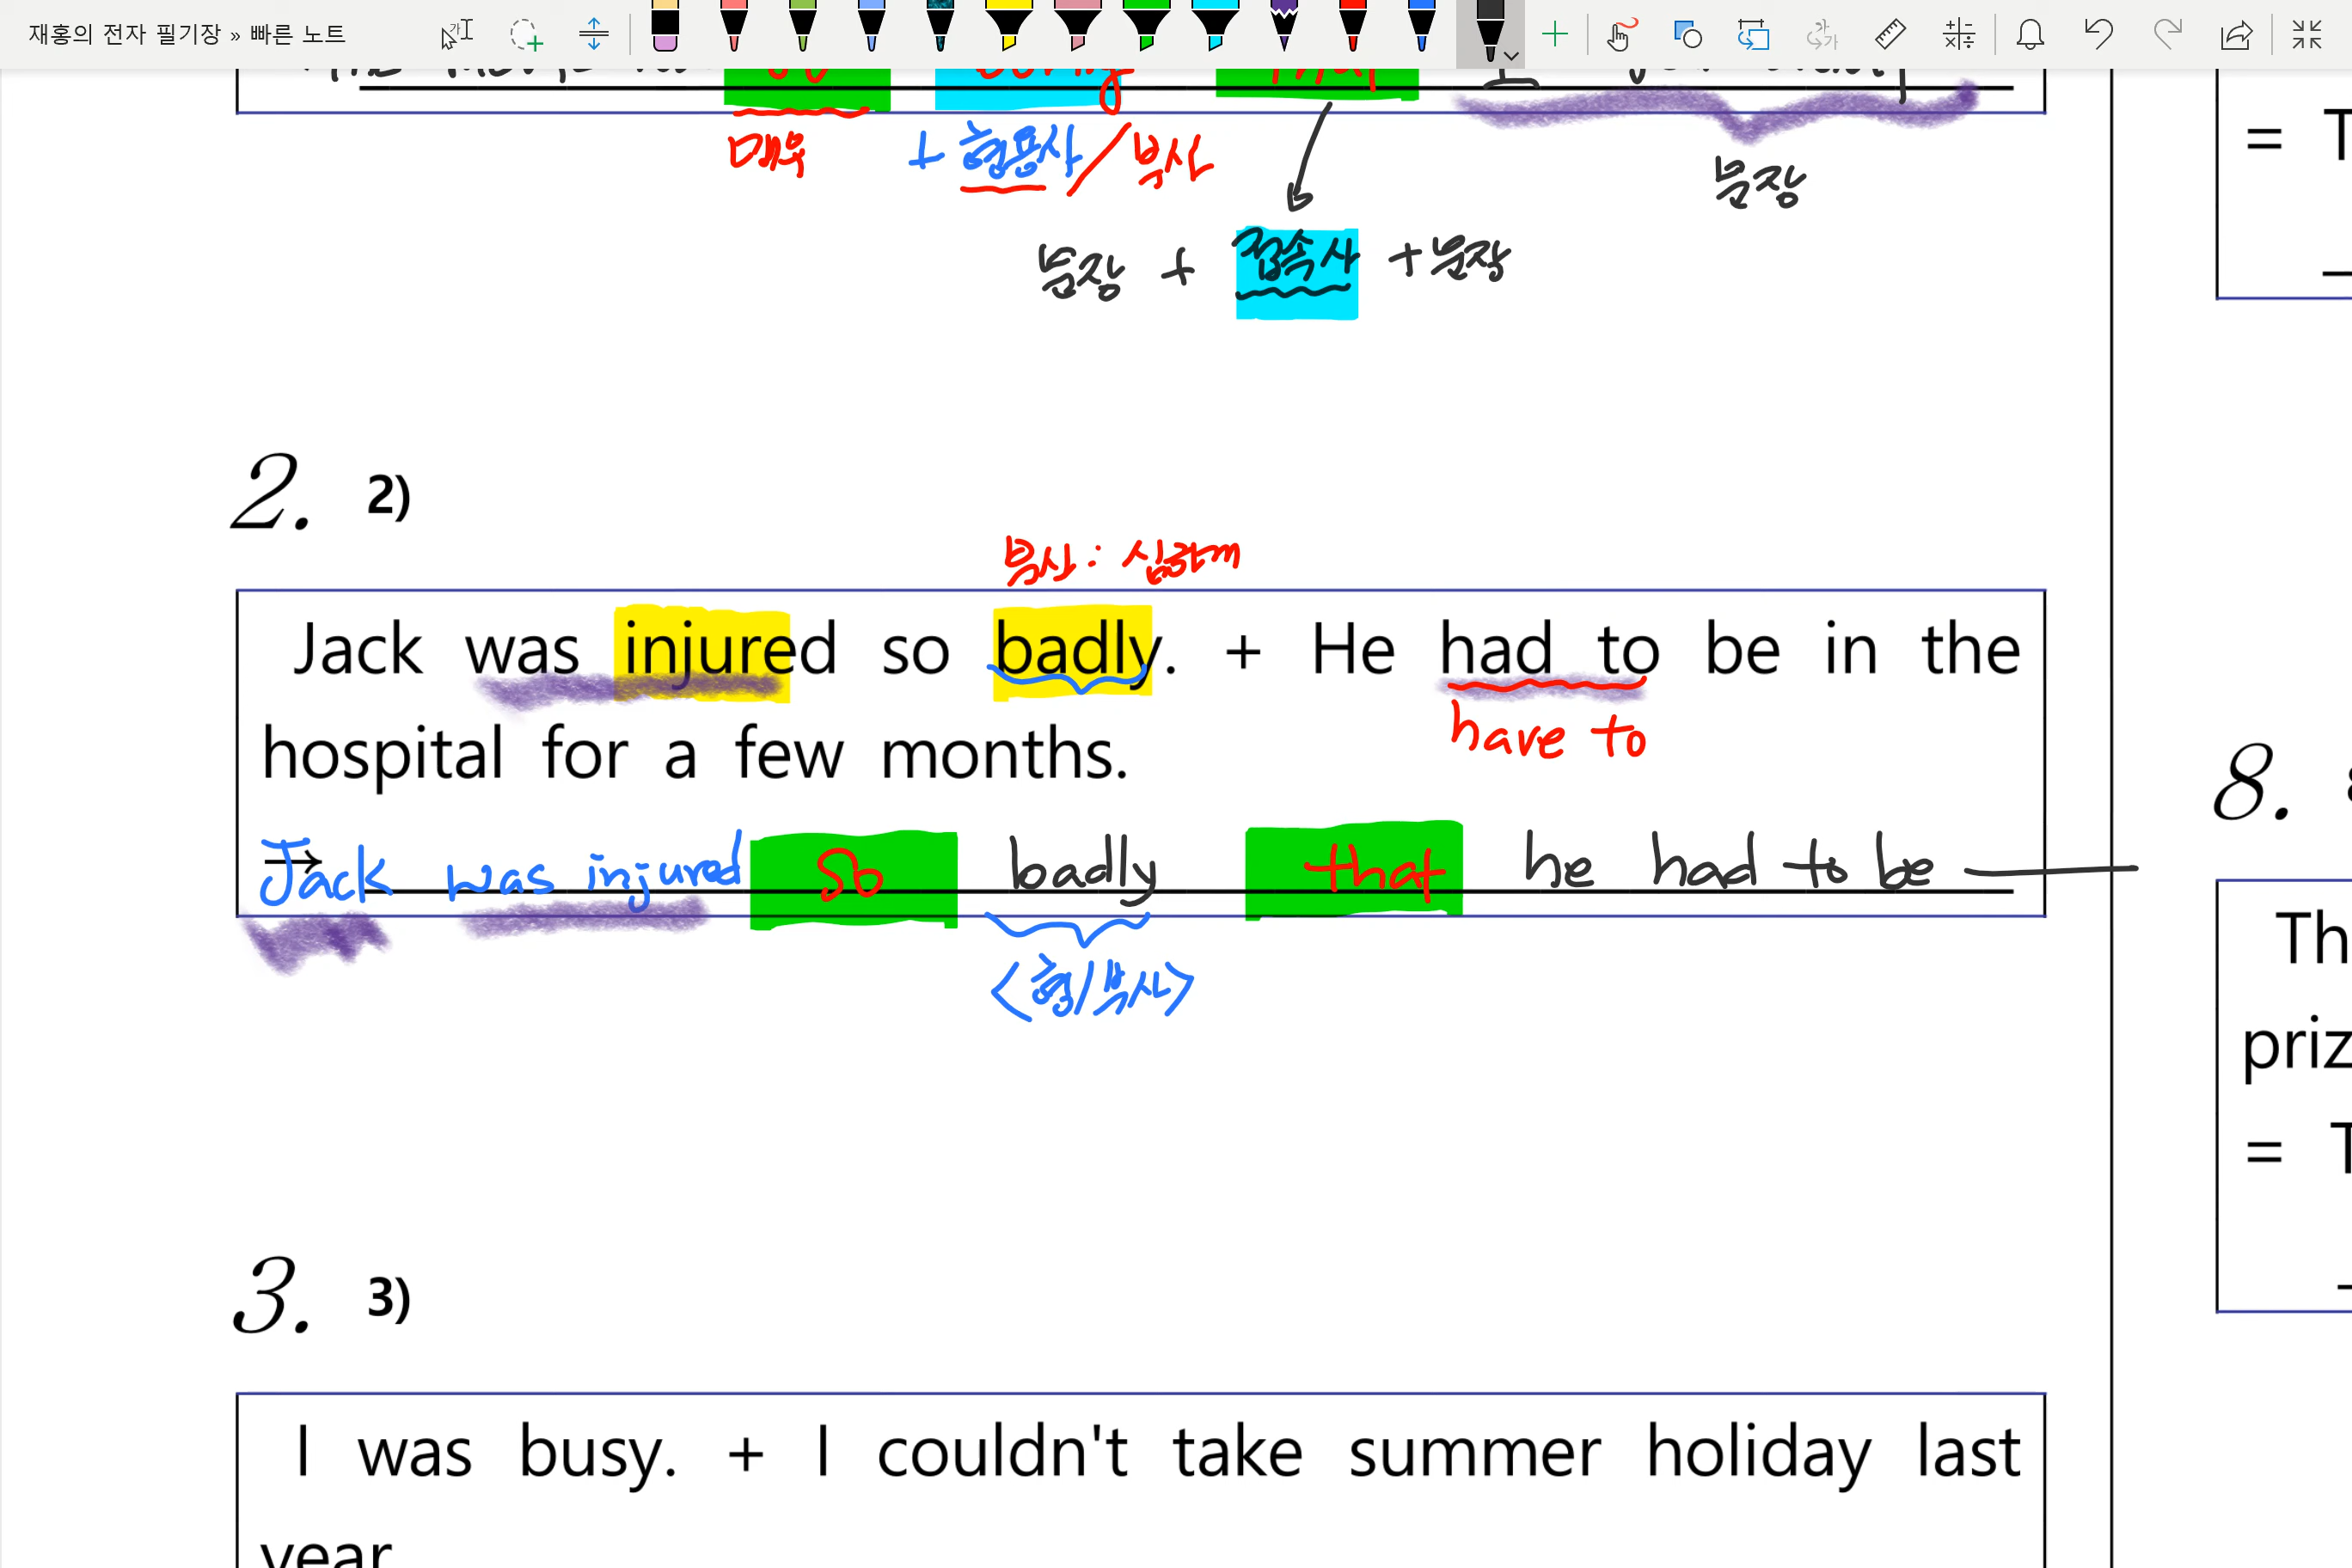 재홍의 전자 필기장 » 빠른 노트
매우 + 형용사 / 부사
문장
문장 + 접속사 + 문장
= T
2. 2)
부사 : 심하게
Jack was injured so badly. + He had to be in the
have to
hospital for a few months.
→ Jack was injured so badly that he had to be
<형/부사>
8.
Th
priz
= T
3. 3)
I was busy. + I couldn't take summer holiday last
year